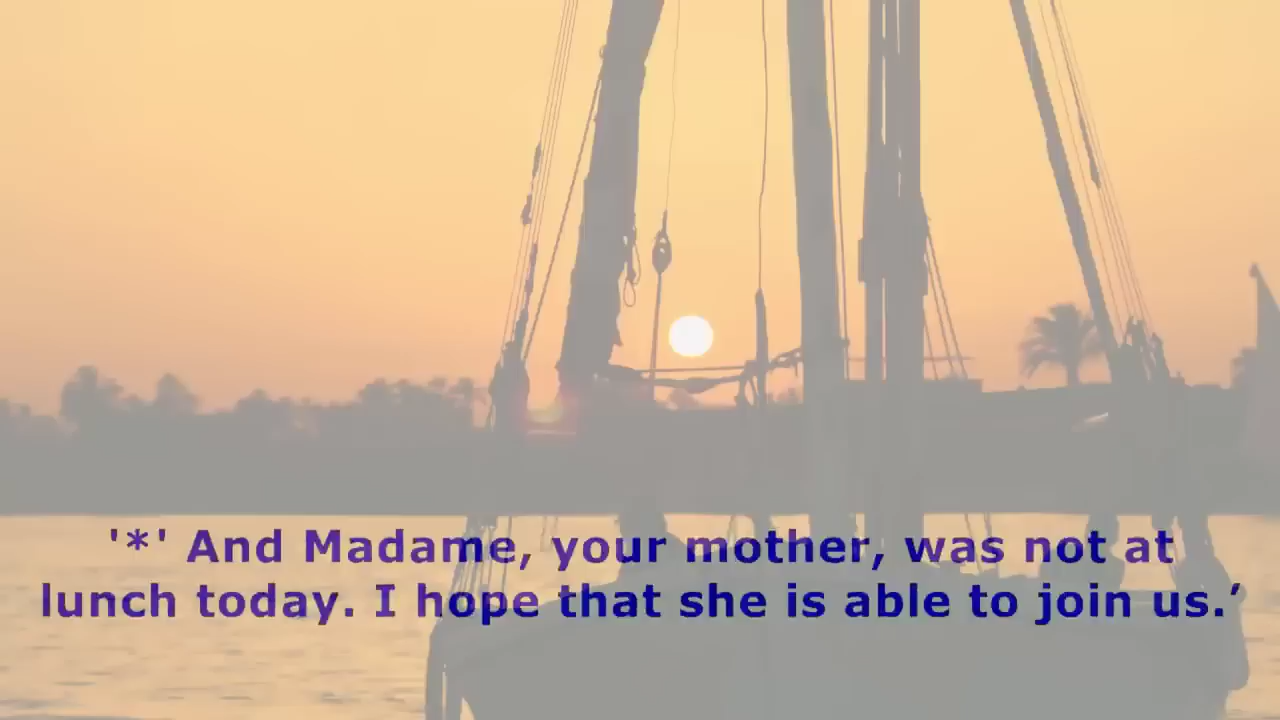 '*' And Madame, your mother, was not at
lunch today. I hope that she is able to join us.’